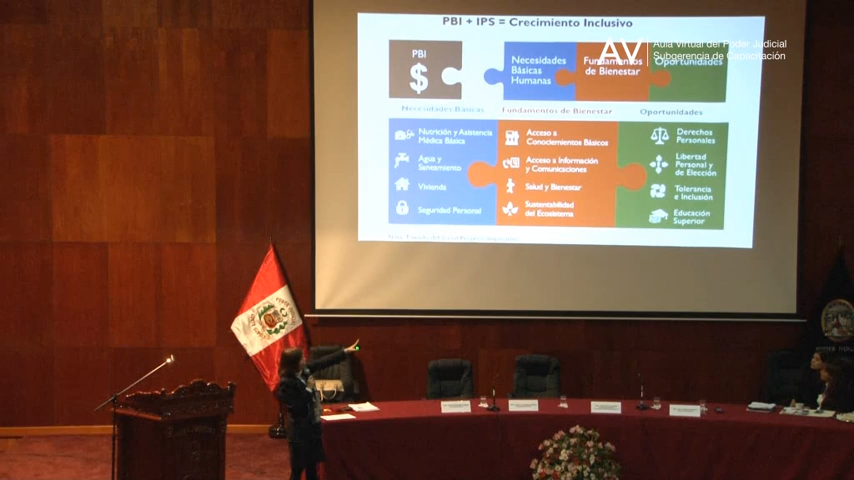 PBI + IPS = Crecimiento Inclusivo
AV
Aula Virtual del Poder Judicial
Subgerencia de Capacitación
PBI
$
Necesidades
Básicas
Humanas
Fundamentos
de Bienestar
Oportunidades
Necesidades Básicas
Fundamentos de Bienestar
Oportunidades
Nutrición y Asistencia
Médica Básica
Agua y
Saneamiento
Vivienda
Seguridad Personal
Acceso a
Conocimientos Básicos
Acceso a Información
y Comunicaciones
Salud y Bienestar
Sustentabilidad
del Ecosistema
Derechos
Personales
Libertad
Personal y
de Elección
Tolerancia
e Inclusión
Educación
Superior